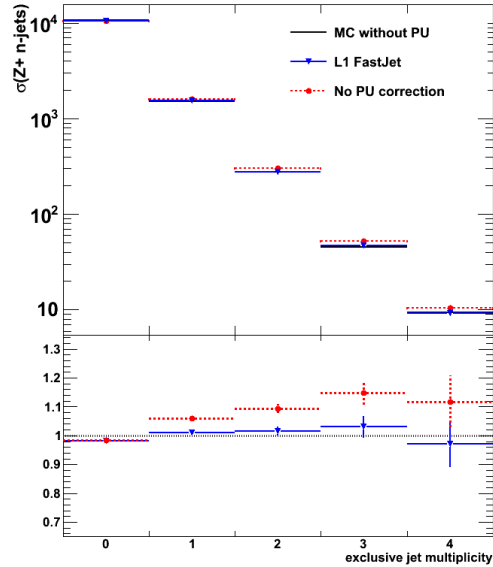 σ(Z+ n-jets)
10⁴
10³
10²
10
MC without PU
L1 FastJet
No PU correction
1.3
1.2
1.1
1
0.9
0.8
0.7
0 1 2 3 4
exclusive jet multiplicity